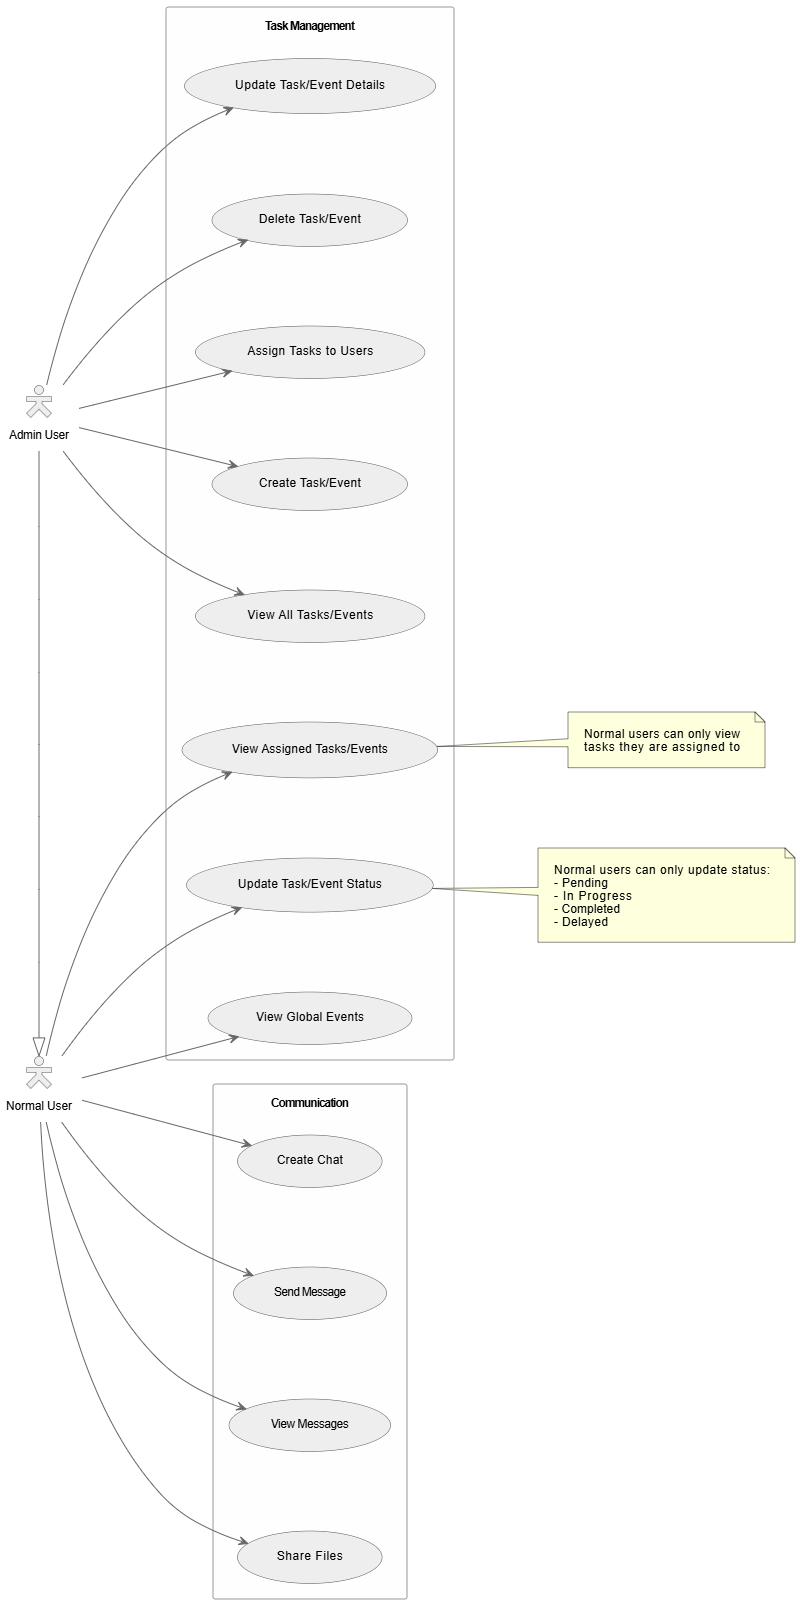 Task Management
Update Task/Event Details
Delete Task/Event
Assign Tasks to Users
Admin User
Create Task/Event
View All Tasks/Events
View Assigned Tasks/Events
Normal users can only view
tasks they are assigned to
Update Task/Event Status
Normal users can only update status:
- Pending
- In Progress
- Completed
- Delayed
View Global Events
Normal User
Communication
Create Chat
Send Message
View Messages
Share Files